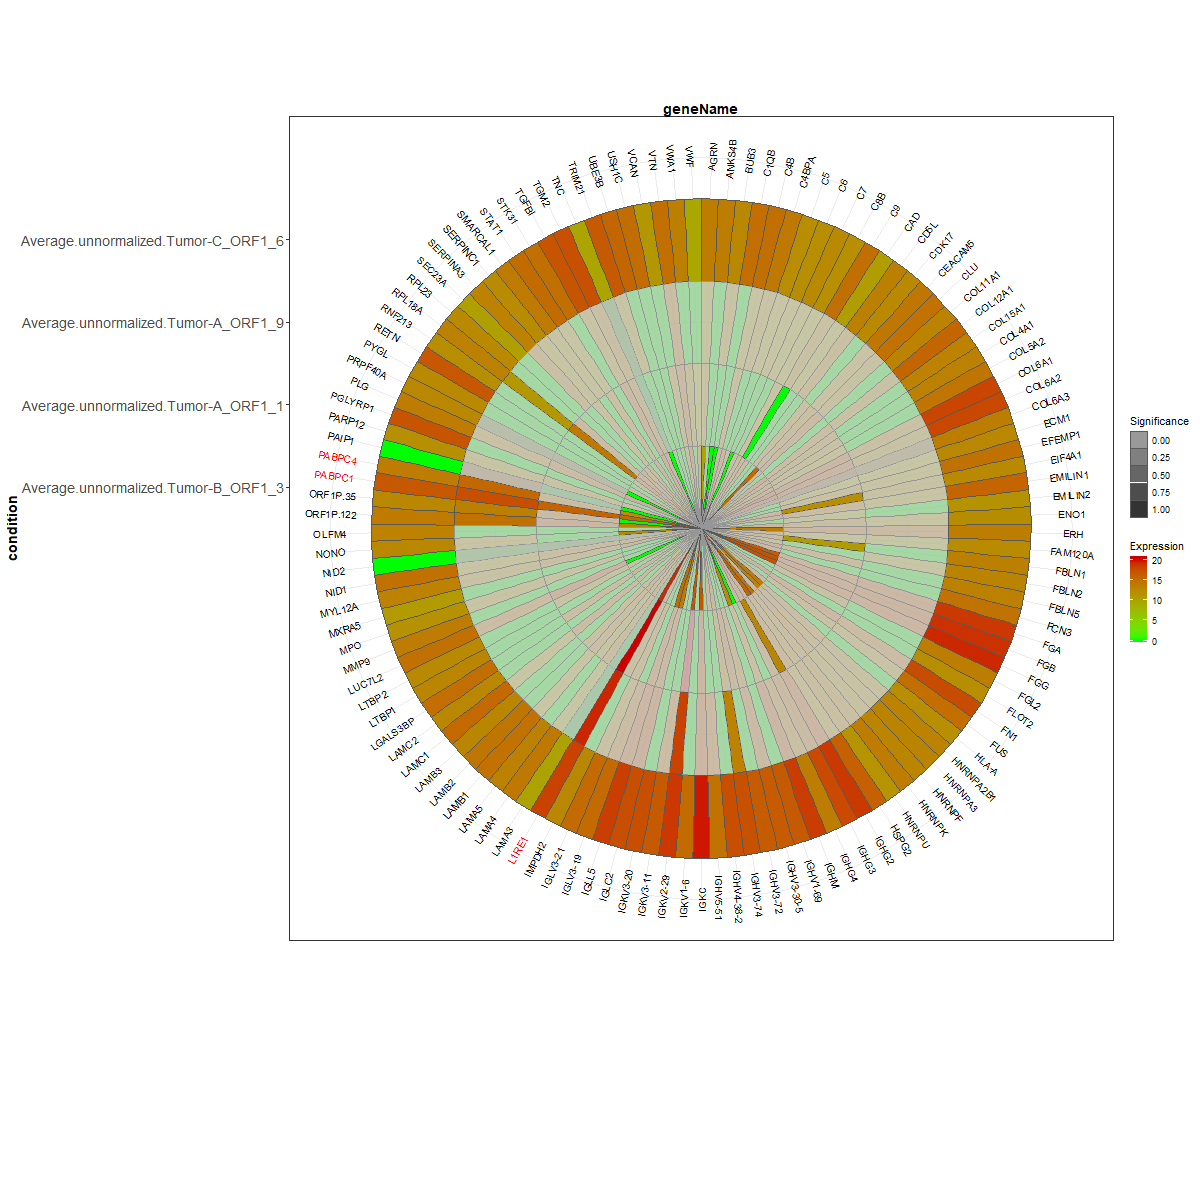 geneName
AGRN
ANKS4B
BUB3
C1QB
C4B
C4BPA
C5
C6
C7
C8B
C9
CAD
CD5L
CDK17
CEACAM5
CLU
COL11A1
COL12A1
COL15A1
COL4A1
COL5A2
COL6A1
COL6A2
COL6A3
ECM1
EFEMP1
EIF4A1
EMILIN1
EMILIN2
ENO1
ERH
FAM120A
FBLN1
FBLN2
FBLN5
FCN3
FGA
FGB
FGG
FGL2
FLOT2
FN1
FUS
HLA-A
HNRNPA2B1
HNRNPA3
HNRNPF
HNRNPK
HNRNPU
HSPG2
IGHG2
IGHG3
IGHG4
IGHM
IGHV1-69
IGHV3-30-5
IGHV3-72
IGHV3-74
IGHV4-38-2
IGHV5-51
IGKC
IGKV1-6
IGKV2-29
IGKV3-11
IGKV3-20
IGLC2
IGLL5
IGLV3-19
IGLV3-21
IMPDH2
L1RE1
LAMA3
LAMA4
LAMA5
LAMB1
LAMB2
LAMB3
LAMC1
LAMC2
LGALS3BP
LTBP1
LTBP2
LUC7L2
MMP9
MPO
MXRA5
MYL12A
NID1
NID2
NONO
OLFM4
ORF1P.122
ORF1P.35
PABPC1
PABPC4
PAIP1
PARP12
PGLYRP1
PLG
PRPF40A
PYGL
RETN
RNF213
RPL18A
RPL23
SEC23A
SERPINA3
SERPINC1
SMARCAL1
STAT1
STK31
TGFBI
TGM2
TNC
TRIM21
UBE3B
USH1C
VCAN
VTN
VWA1
VWF
Average.unnormalized.Tumor-C_ORF1_6
Average.unnormalized.Tumor-A_ORF1_9
Average.unnormalized.Tumor-A_ORF1_1
Average.unnormalized.Tumor-B_ORF1_3
condition
Significance
0.00
0.25
0.50
0.75
1.00
Expression
20
15
10
5
0